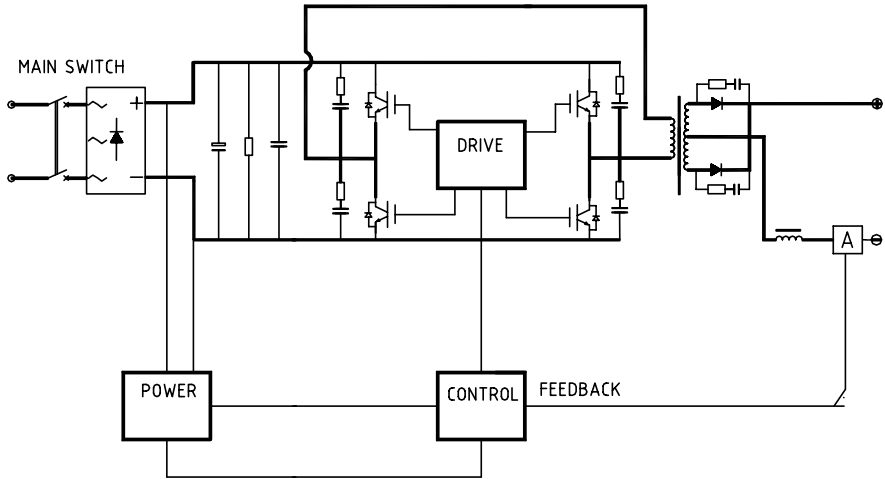 MAIN SWITCH
+
−
DRIVE
A
POWER
CONTROL
FEEDBACK